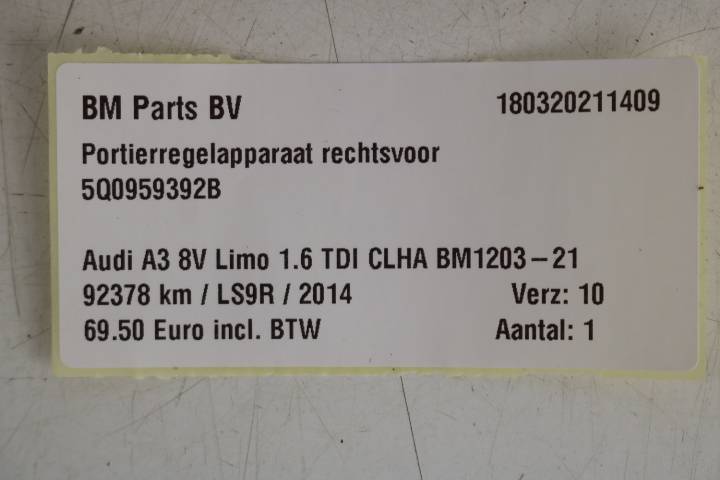 BM Parts BV 180320211409
Portierregelapparaat rechtsvoor
5Q0959392B
Audi A3 8V Limo 1.6 TDI CLHA BM1203-21
92378 km / LS9R / 2014 Verz: 10
69.50 Euro incl. BTW Aantal: 1